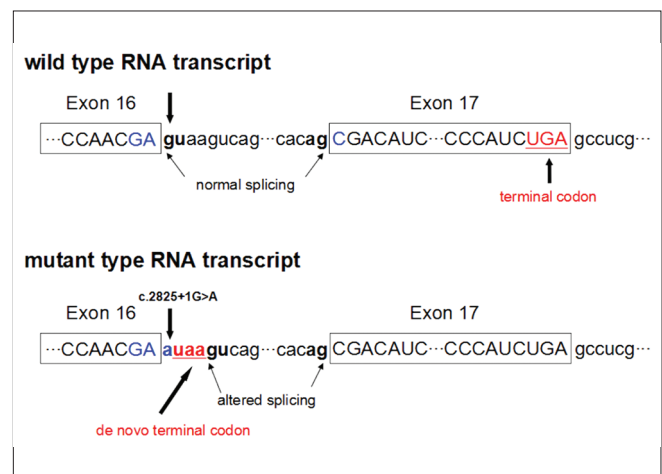 wild type RNA transcript
Exon 16
Exon 17
···CCAACGA guaagucag···cacag CGACAUC···CCCAUCUGA gccucg···
normal splicing
terminal codon
mutant type RNA transcript
c.2825+1G>A
Exon 16
Exon 17
···CCAACGA auaagucag···cacag CGACAUC···CCCAUCUGA gccucg···
altered splicing
de novo terminal codon